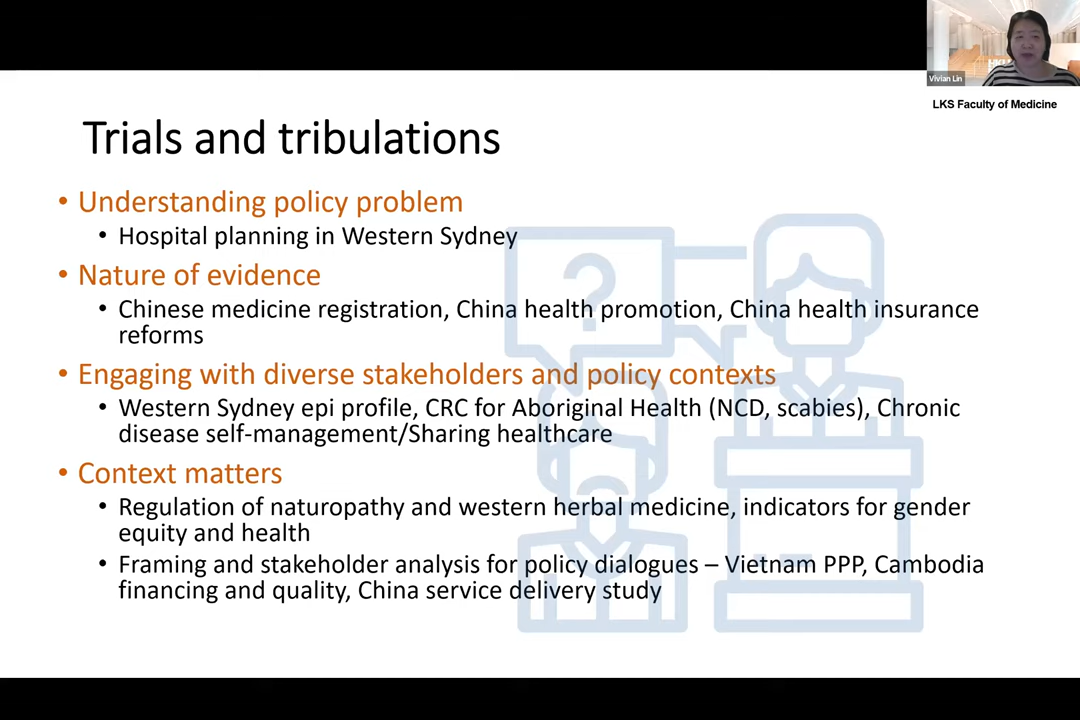 Vivian Lin
LKS Faculty of Medicine
Trials and tribulations
• Understanding policy problem
• Hospital planning in Western Sydney
• Nature of evidence
• Chinese medicine registration, China health promotion, China health insurance
reforms
• Engaging with diverse stakeholders and policy contexts
• Western Sydney epi profile, CRC for Aboriginal Health (NCD, scabies), Chronic
disease self-management/Sharing healthcare
• Context matters
• Regulation of naturopathy and western herbal medicine, indicators for gender
equity and health
• Framing and stakeholder analysis for policy dialogues – Vietnam PPP, Cambodia
financing and quality, China service delivery study
?